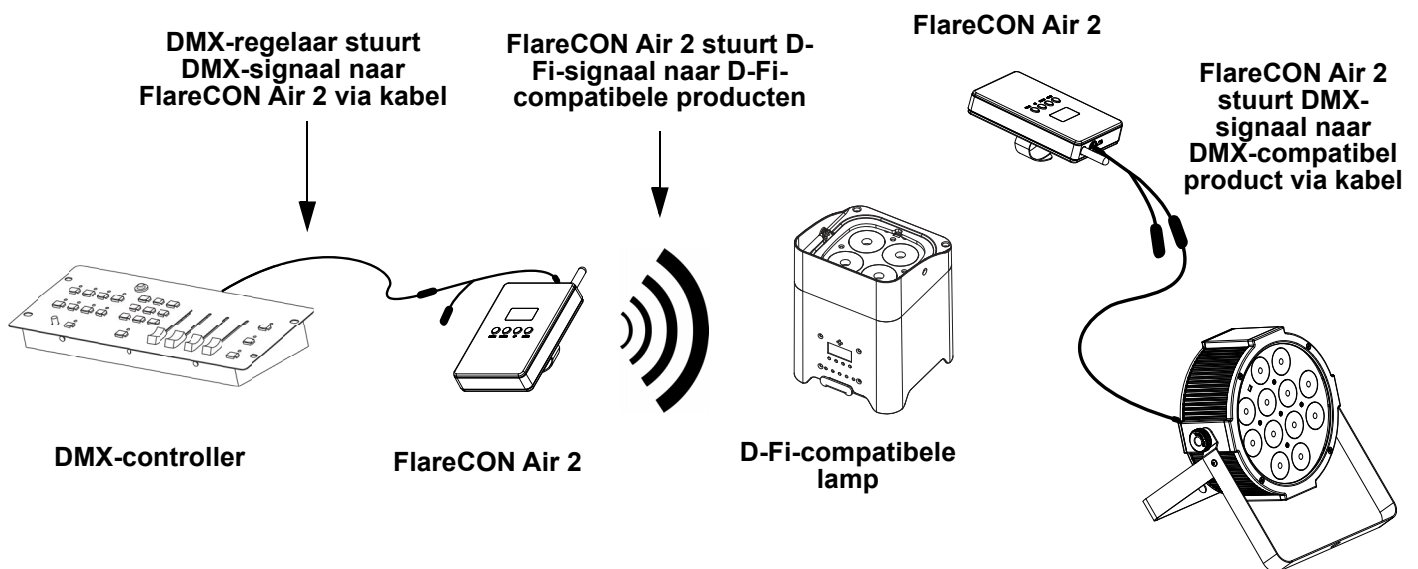 DMX-regelaar stuurt
DMX-signaal naar
FlareCON Air 2 via kabel
FlareCON Air 2 stuurt D-
Fi-signaal naar D-Fi-
compatibele producten
FlareCON Air 2
FlareCON Air 2
stuurt DMX-
signaal naar
DMX-compatibel
product via kabel
DMX-controller
FlareCON Air 2
D-Fi-compatibele
lamp